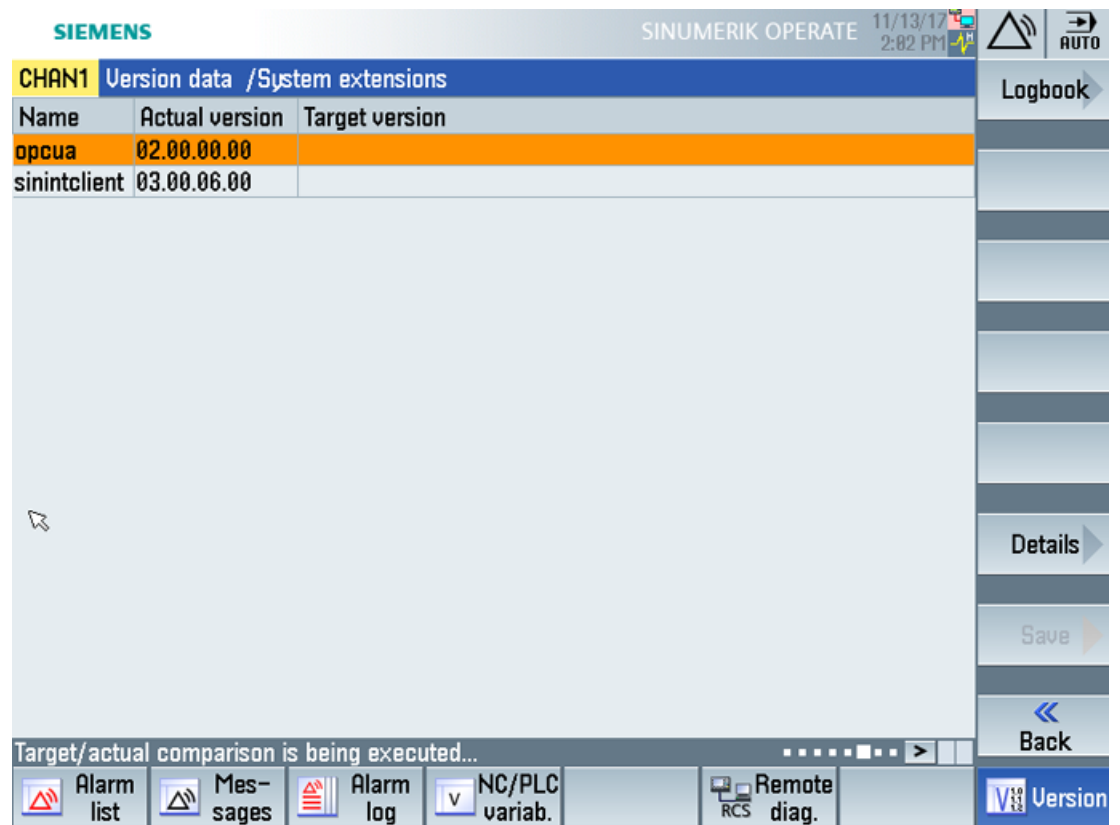 SIEMENS
SINUMERIK OPERATE
11/13/17
2:02 PM
AUTO
CHAN1 Version data /System extensions
Logbook
Name Actual version Target version
opcua 02.00.00.00
sinintclient 03.00.06.00
Details
Save
Back
Target/actual comparison is being executed...
>
Alarm
list
Mes-
sages
Alarm
log
V
NC/PLC
variab.
RCS
Remote
diag.
Version